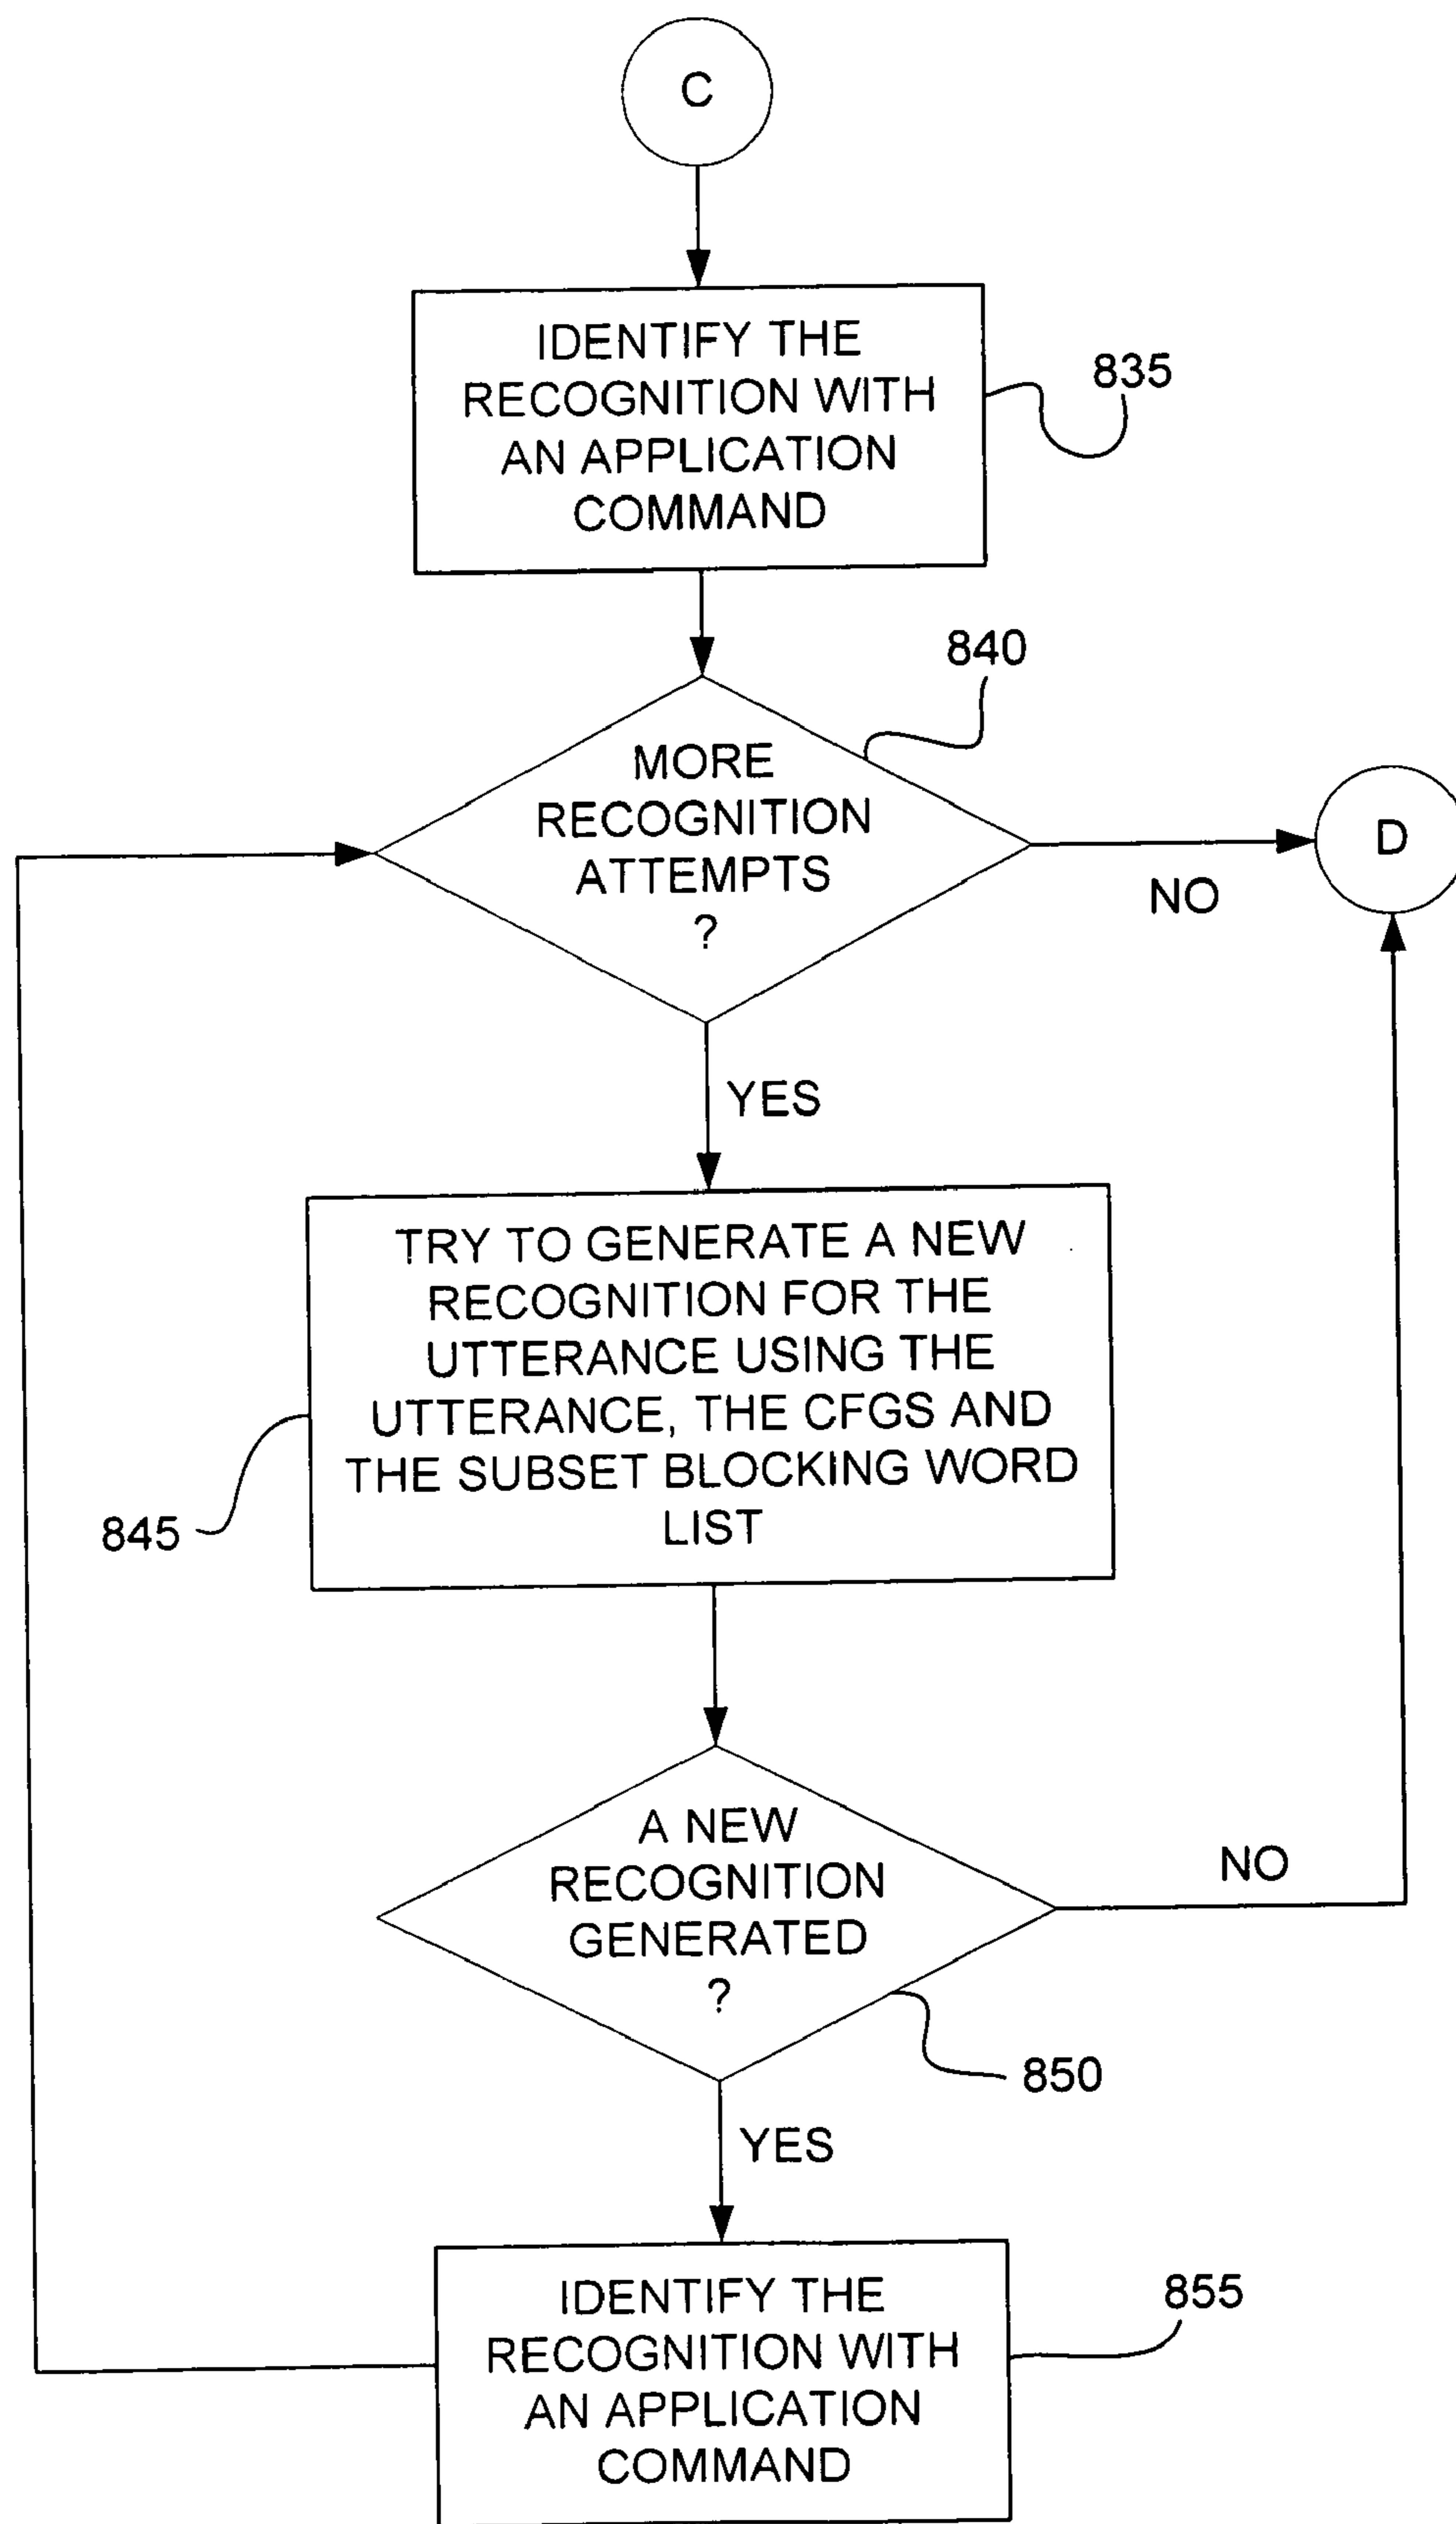 C
IDENTIFY THE
RECOGNITION WITH
AN APPLICATION
COMMAND
835
840
MORE
RECOGNITION
ATTEMPTS
?
D
NO
YES
TRY TO GENERATE A NEW
RECOGNITION FOR THE
UTTERANCE USING THE
UTTERANCE, THE CFGS AND
THE SUBSET BLOCKING WORD
LIST
845
A NEW
RECOGNITION
GENERATED
?
NO
850
YES
IDENTIFY THE
RECOGNITION WITH
AN APPLICATION
COMMAND
855